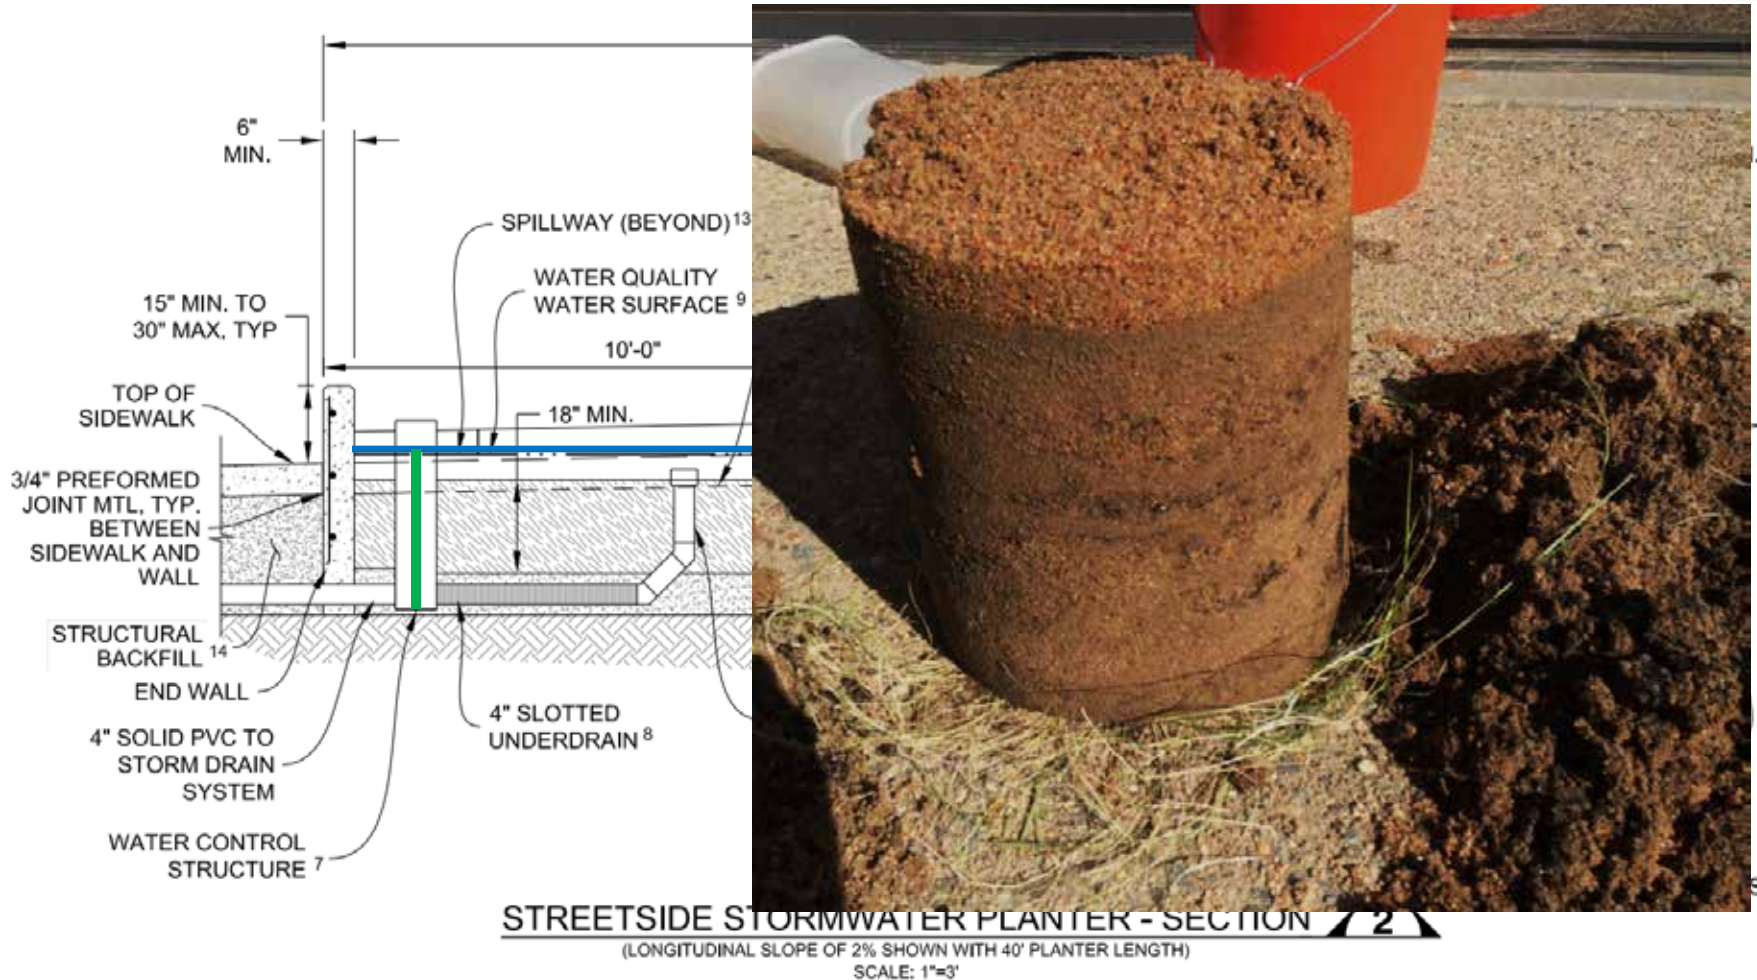 6"
MIN.
SPILLWAY (BEYOND) 13
WATER QUALITY
WATER SURFACE 9
15" MIN. TO
30" MAX, TYP
10'-0"
TOP OF
SIDEWALK
18" MIN.
3/4" PREFORMED
JOINT MTL, TYP.
BETWEEN
SIDEWALK AND
WALL
STRUCTURAL
BACKFILL 14
END WALL
4" SLOTTED
UNDERDRAIN 8
4" SOLID PVC TO
STORM DRAIN
SYSTEM
WATER CONTROL
STRUCTURE 7
STREETSIDE STORMWATER PLANTER - SECTION 2
(LONGITUDINAL SLOPE OF 2% SHOWN WITH 40' PLANTER LENGTH)
SCALE: 1"=3'